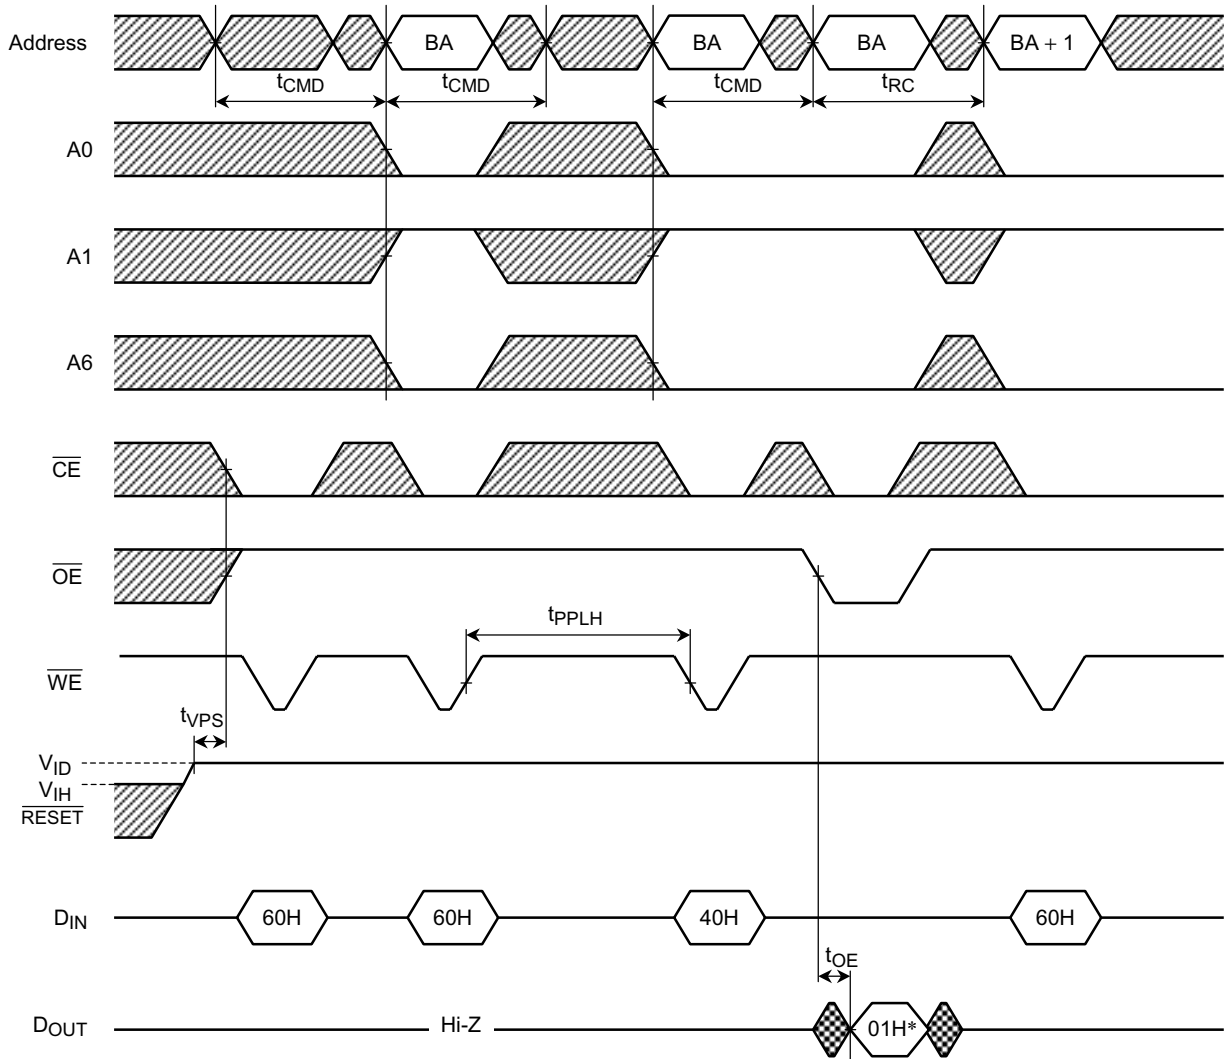 Address BA BA BA BA + 1
tCMD tCMD tCMD tRC
A0
A1
A6
CE
OE
tPPLH
WE
tVPS
VID
VIH
RESET
DIN 60H 60H 40H 60H
tOE
DOUT Hi-Z 01H*